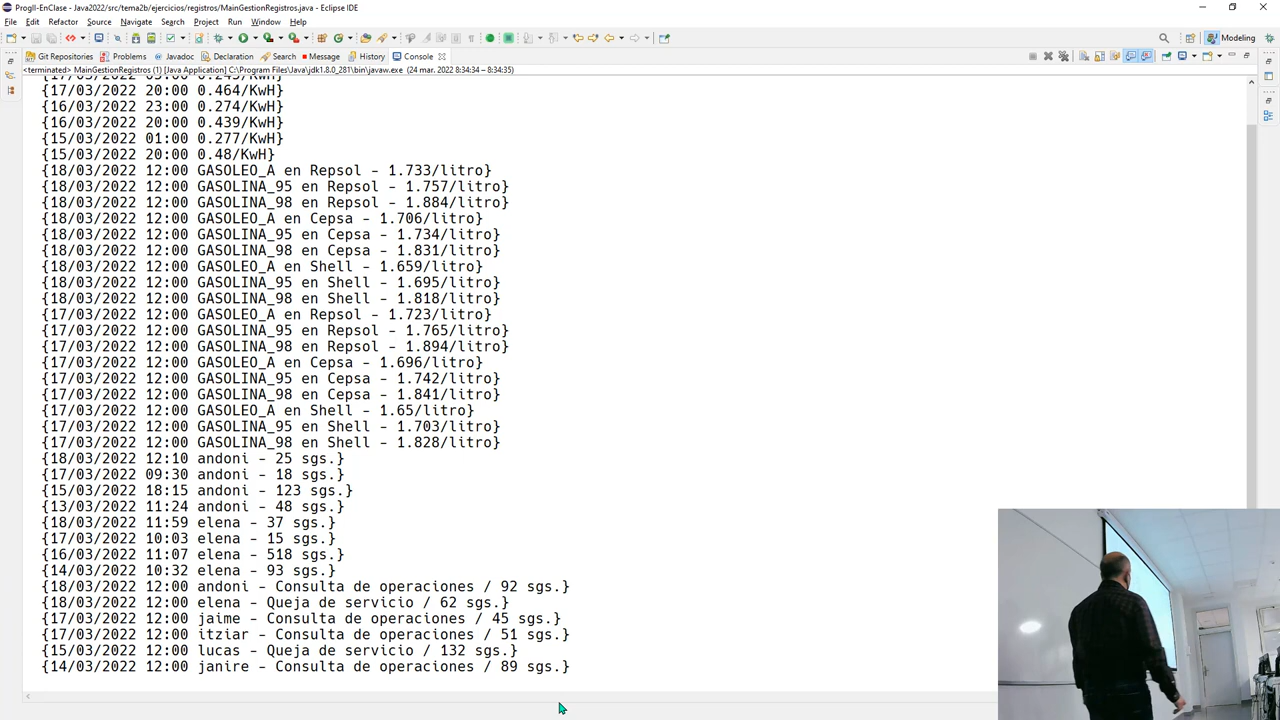 ProgII-EnClase - Java2022/src/tema2b/ejercicios/registros/MainGestionRegistros.java - Eclipse IDE
File Edit Refactor Source Navigate Search Project Run Window Help
Modeling
Git Repositories Problems Javadoc Declaration Search Message History Console
<terminated> MainGestionRegistros (1) [Java Application] C:\Program Files\Java\jdk1.8.0_281\bin\javaw.exe (24 mar. 2022 8:34:34 – 8:34:35)
{17/03/2022 20:00 0.464/KwH}
{16/03/2022 23:00 0.274/KwH}
{16/03/2022 20:00 0.439/KwH}
{15/03/2022 01:00 0.277/KwH}
{15/03/2022 20:00 0.48/KwH}
{18/03/2022 12:00 GASOLEO_A en Repsol - 1.733/litro}
{18/03/2022 12:00 GASOLINA_95 en Repsol - 1.757/litro}
{18/03/2022 12:00 GASOLINA_98 en Repsol - 1.884/litro}
{18/03/2022 12:00 GASOLEO_A en Cepsa - 1.706/litro}
{18/03/2022 12:00 GASOLINA_95 en Cepsa - 1.734/litro}
{18/03/2022 12:00 GASOLINA_98 en Cepsa - 1.831/litro}
{18/03/2022 12:00 GASOLEO_A en Shell - 1.659/litro}
{18/03/2022 12:00 GASOLINA_95 en Shell - 1.695/litro}
{18/03/2022 12:00 GASOLINA_98 en Shell - 1.818/litro}
{17/03/2022 12:00 GASOLEO_A en Repsol - 1.723/litro}
{17/03/2022 12:00 GASOLINA_95 en Repsol - 1.765/litro}
{17/03/2022 12:00 GASOLINA_98 en Repsol - 1.894/litro}
{17/03/2022 12:00 GASOLEO_A en Cepsa - 1.696/litro}
{17/03/2022 12:00 GASOLINA_95 en Cepsa - 1.742/litro}
{17/03/2022 12:00 GASOLINA_98 en Cepsa - 1.841/litro}
{17/03/2022 12:00 GASOLEO_A en Shell - 1.65/litro}
{17/03/2022 12:00 GASOLINA_95 en Shell - 1.703/litro}
{17/03/2022 12:00 GASOLINA_98 en Shell - 1.828/litro}
{18/03/2022 12:10 andoni - 25 sgs.}
{17/03/2022 09:30 andoni - 18 sgs.}
{15/03/2022 18:15 andoni - 123 sgs.}
{13/03/2022 11:24 andoni - 48 sgs.}
{18/03/2022 11:59 elena - 37 sgs.}
{17/03/2022 10:03 elena - 15 sgs.}
{16/03/2022 11:07 elena - 518 sgs.}
{14/03/2022 10:32 elena - 93 sgs.}
{18/03/2022 12:00 andoni - Consulta de operaciones / 92 sgs.}
{18/03/2022 12:00 elena - Queja de servicio / 62 sgs.}
{17/03/2022 12:00 jaime - Consulta de operaciones / 45 sgs.}
{17/03/2022 12:00 itziar - Consulta de operaciones / 51 sgs.}
{15/03/2022 12:00 lucas - Queja de servicio / 132 sgs.}
{14/03/2022 12:00 janire - Consulta de operaciones / 89 sgs.}